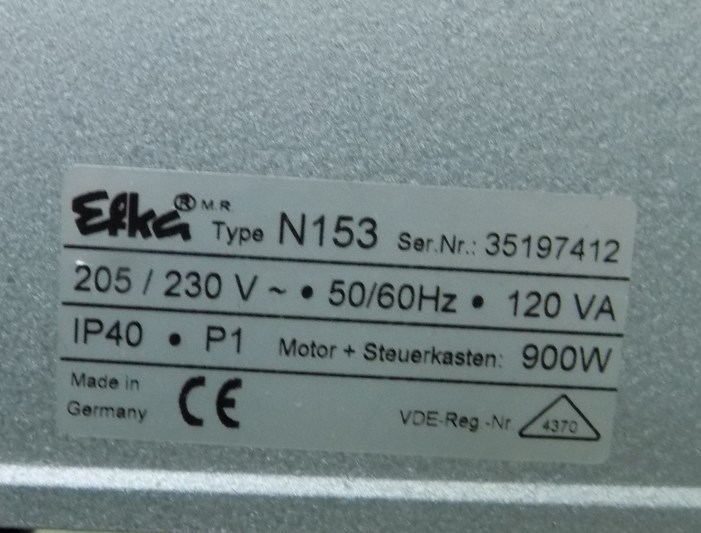 Efka® M.R. Type N153 Ser.Nr.: 35197412
205 / 230 V ~ • 50/60Hz • 120 VA
IP40 • P1 Motor + Steuerkasten: 900W
Made in
Germany CE VDE-Reg.-Nr. 4370